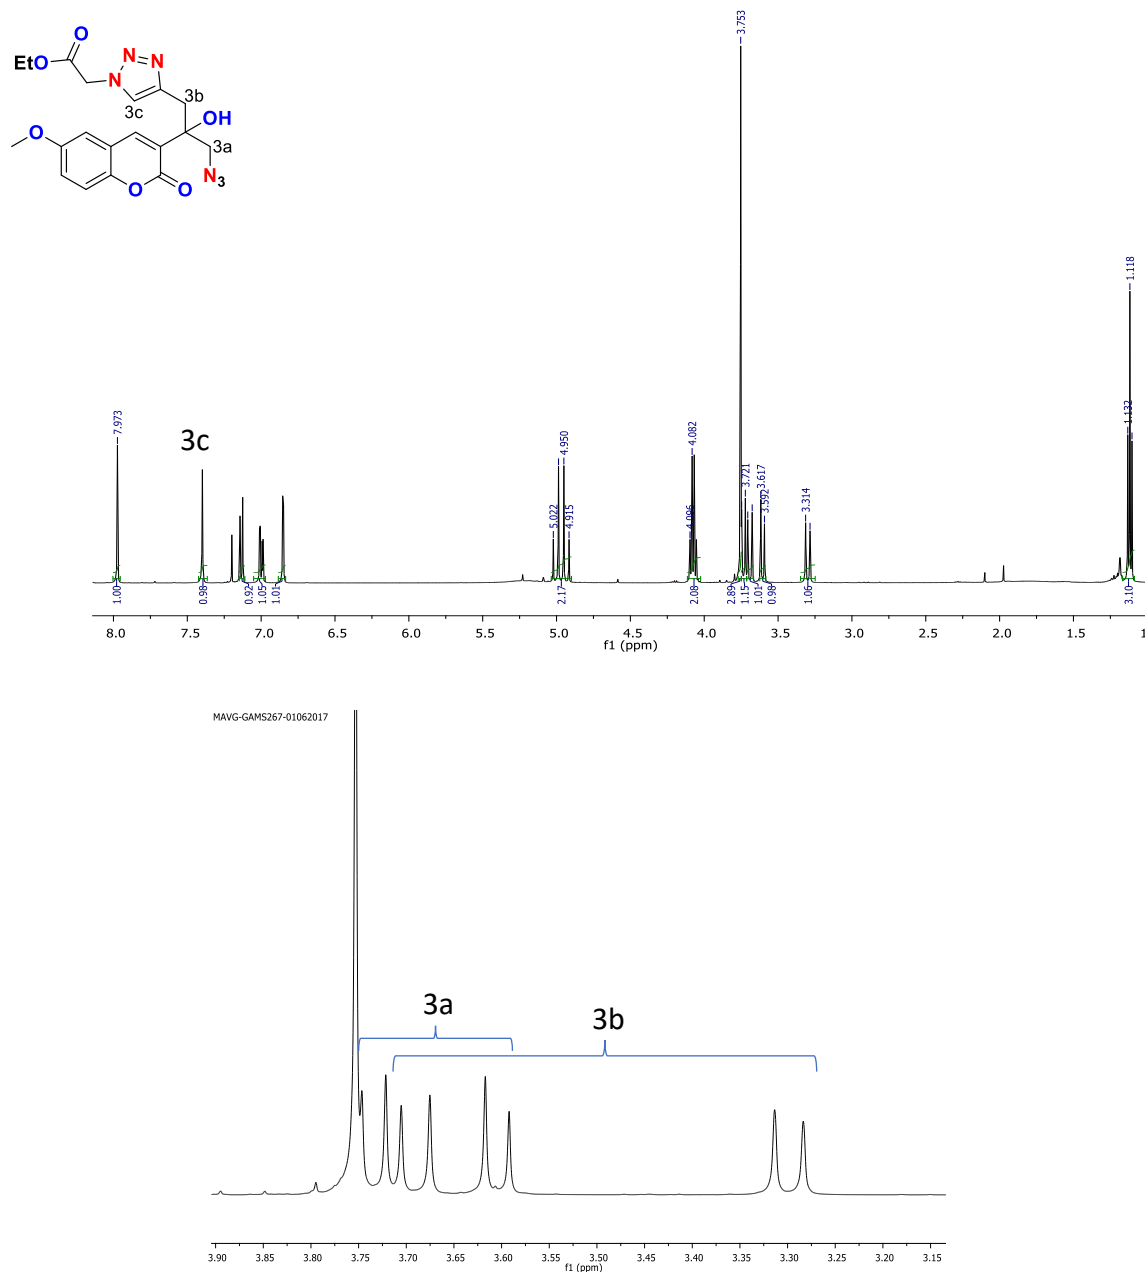 O
EtO
N N
N
3b
3c
OH
O
3a
N3
O O
3.753
7.973
5.022
4.950
4.915
4.096
4.082
3.721
3.617
3.592
3.314
1.132
1.118
3c
1.00
0.98
0.92
1.05
1.01
2.17
2.08
2.89
1.15
1.01
0.98
1.06
3.10
8.0 7.5 7.0 6.5 6.0 5.5 5.0 4.5 4.0 3.5 3.0 2.5 2.0 1.5 1
f1 (ppm)
MAVG-GAMS267-01062017
3a
3b
3.90 3.85 3.80 3.75 3.70 3.65 3.60 3.55 3.50 3.45 3.40 3.35 3.30 3.25 3.20 3.15
f1 (ppm)